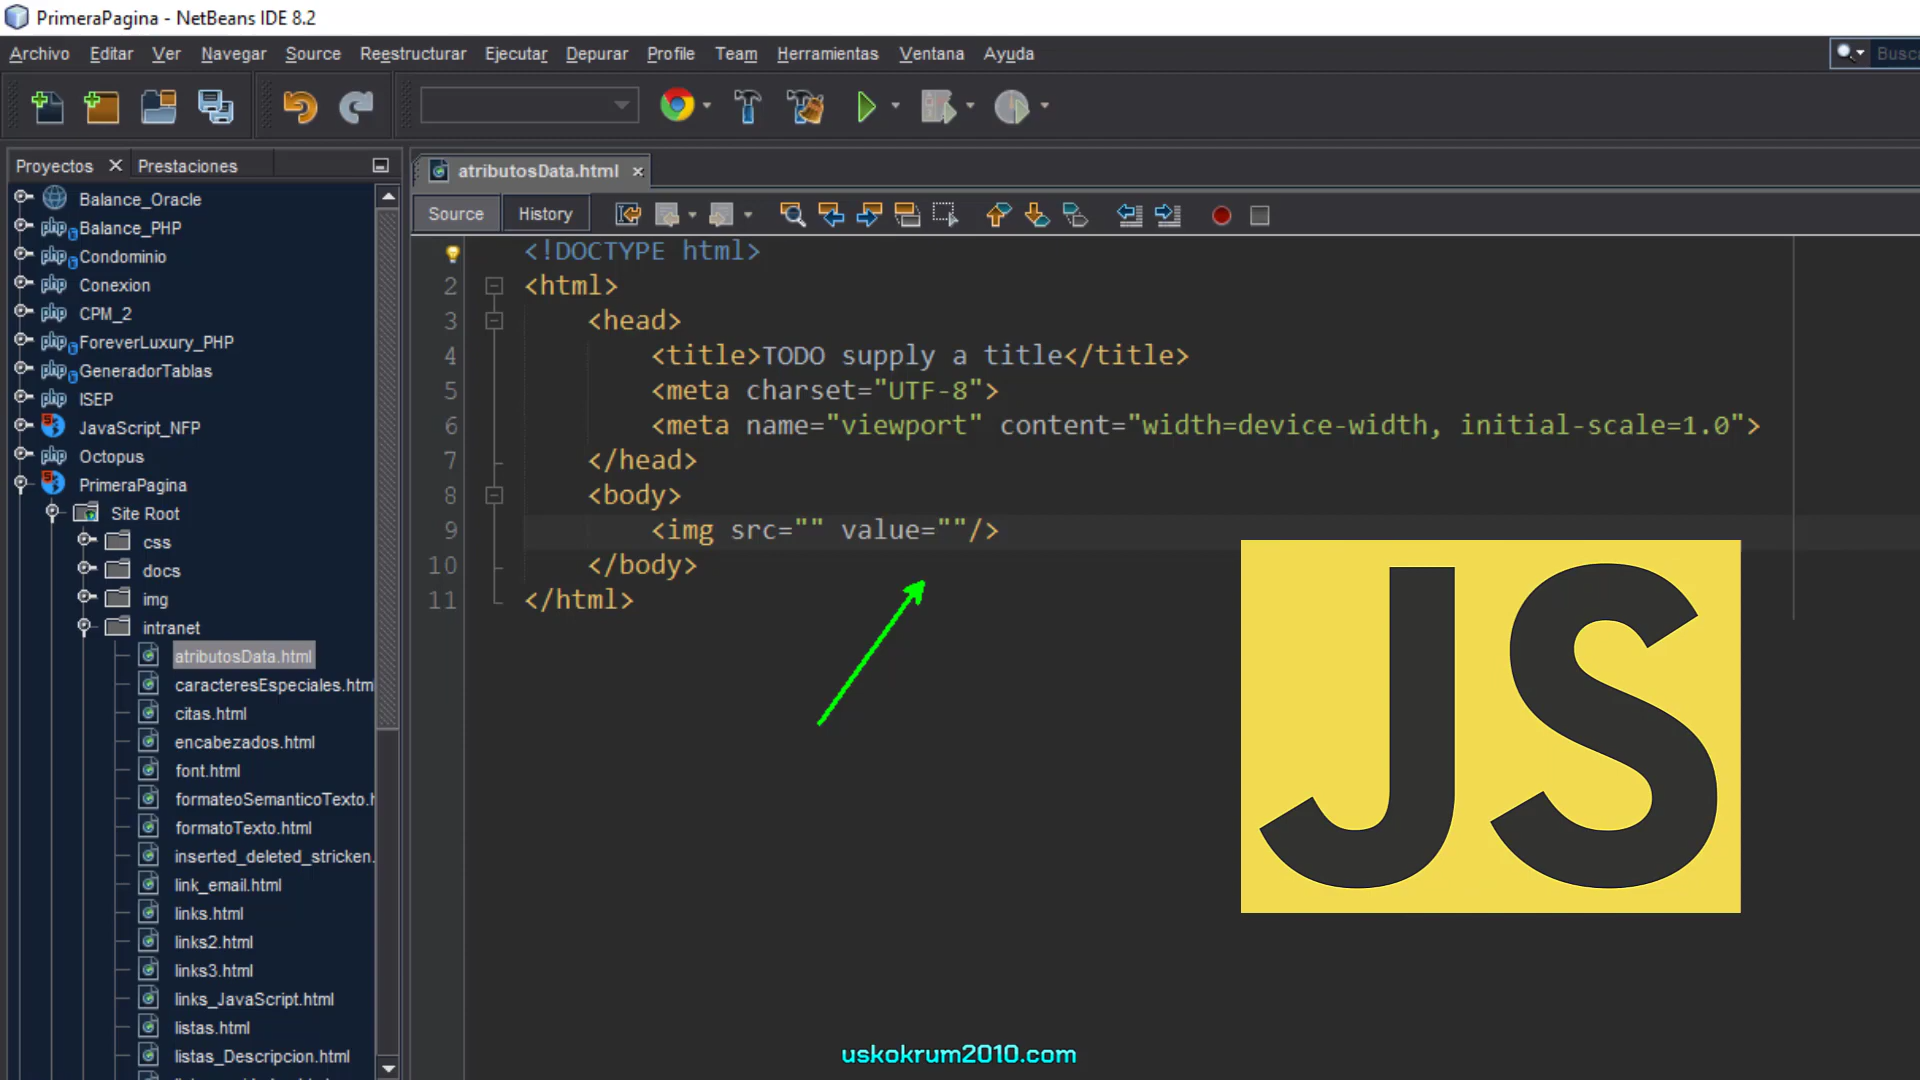 PrimeraPagina - NetBeans IDE 8.2
Archivo Editar Ver Navegar Source Reestructurar Ejecutar Depurar Profile Team Herramientas Ventana Ayuda
Busc
Proyectos Prestaciones
atributosData.html
Source History
Balance_Oracle
Balance_PHP
Condominio
Conexion
CPM_2
ForeverLuxury_PHP
GeneradorTablas
ISEP
JavaScript_NFP
Octopus
PrimeraPagina
Site Root
css
docs
img
intranet
atributosData.html
caracteresEspeciales.htm
citas.html
encabezados.html
font.html
formateoSemanticoTexto.h
formatoTexto.html
inserted_deleted_stricken.
link_email.html
links.html
links2.html
links3.html
links_JavaScript.html
listas.html
listas_Descripcion.html
<!DOCTYPE html>
2 <html>
3 <head>
4 <title>TODO supply a title</title>
5 <meta charset="UTF-8">
6 <meta name="viewport" content="width=device-width, initial-scale=1.0">
7 </head>
8 <body>
9 <img src="" value=""/>
10 </body>
11 </html>
JS
uskokrum2010.com